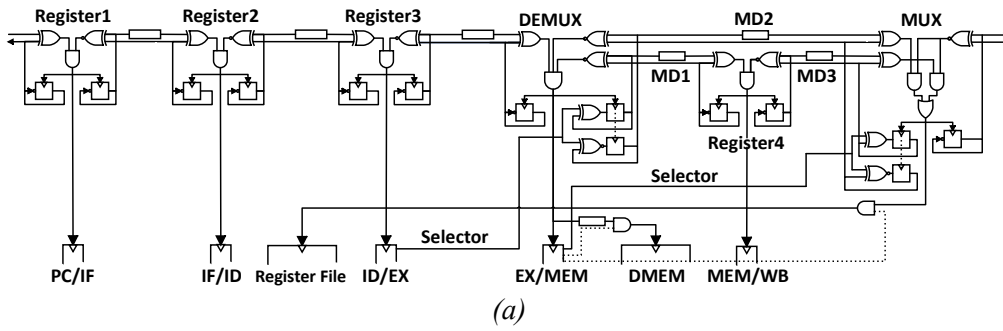 Register1 Register2 Register3 DEMUX MD2 MUX
MD1 MD3
Register4
Selector
Selector
PC/IF IF/ID Register File ID/EX EX/MEM DMEM MEM/WB
(a)